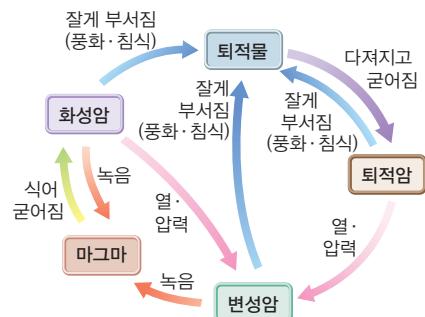 잘게 부서짐
(풍화·침식)
퇴적물
다져지고
굳어짐
잘게
부서짐
(풍화·침식)
잘게
부서짐
(풍화·침식)
화성암
녹음
식어
굳어짐
열·
압력
퇴적암
열·
압력
마그마
녹음
변성암